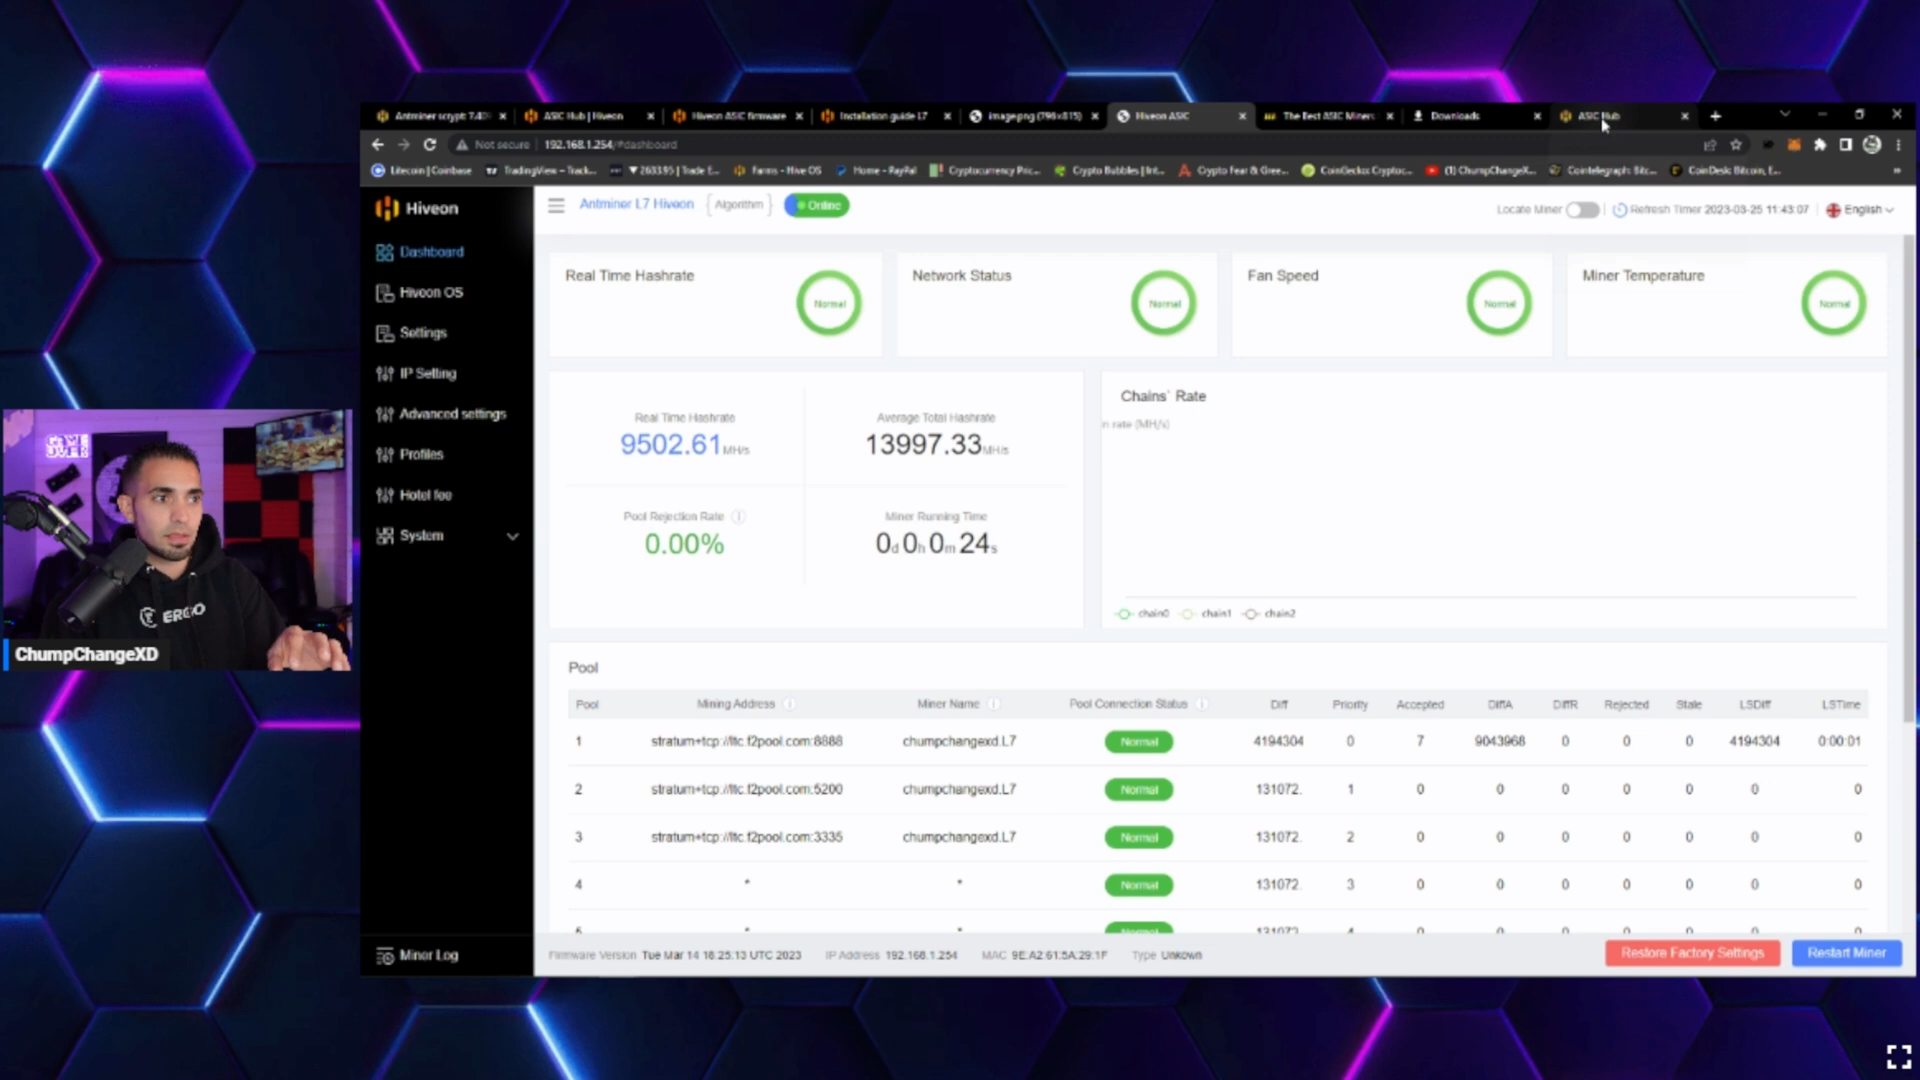 Antminer scrypt: 7.40
ASIC Hub | Hiveon
Hiveon ASIC firmware
Installation guide L7
image.png (796×815)
Hiveon ASIC
The Best ASIC Miners
Downloads
ASIC Hub
Not secure
192.168.1.254/#dashboard
Litecoin | Coinbase
TradingView – Track...
Farms - Hive OS
Home - PayPal
Cryptocurrency Pric...
Crypto Bubbles | Int...
Crypto Fear & Gree...
CoinGecko: Cryptoc...
(1) ChumpChangeX...
Cointelegraph: Bitc...
CoinDesk: Bitcoin, E...
Hiveon
Antminer L7 Hiveon
Algorithm
Online
Locate Miner
Refresh Timer 2023-03-25 11:43:07
English
Dashboard
Hiveon OS
Settings
IP Setting
Advanced settings
Profiles
Hotel fee
System
Miner Log
Real Time Hashrate
Normal
Network Status
Normal
Fan Speed
Normal
Miner Temperature
Normal
Real Time Hashrate
9502.61 MH/s
Average Total Hashrate
13997.33 MH/s
Pool Rejection Rate
0.00%
Miner Running Time
0d 0h 0m 24s
Chains` Rate
n rate (MH/s)
chain0 chain1 chain2
Pool
Pool Mining Address Miner Name Pool Connection Status Diff Priority Accepted DiffA DiffR Rejected Stale LSDiff LSTime
1 stratum+tcp://ltc.f2pool.com:8888 chumpchangexd.L7 Normal 4194304 0 7 9043968 0 0 0 4194304 0:00:01
2 stratum+tcp://ltc.f2pool.com:5200 chumpchangexd.L7 Normal 131072. 1 0 0 0 0 0 0 0
3 stratum+tcp://ltc.f2pool.com:3335 chumpchangexd.L7 Normal 131072. 2 0 0 0 0 0 0 0
4 * * Normal 131072. 3 0 0 0 0 0 0 0
5 * * Normal 131072. 4 0 0 0 0 0 0 0
Firmware Version Tue Mar 14 16:25:13 UTC 2023 IP Address 192.168.1.254 MAC 9E:A2:61:5A:29:1F Type Unkown
Restore Factory Settings
Restart Miner
GAME
OVER
ERGO
ChumpChangeXD